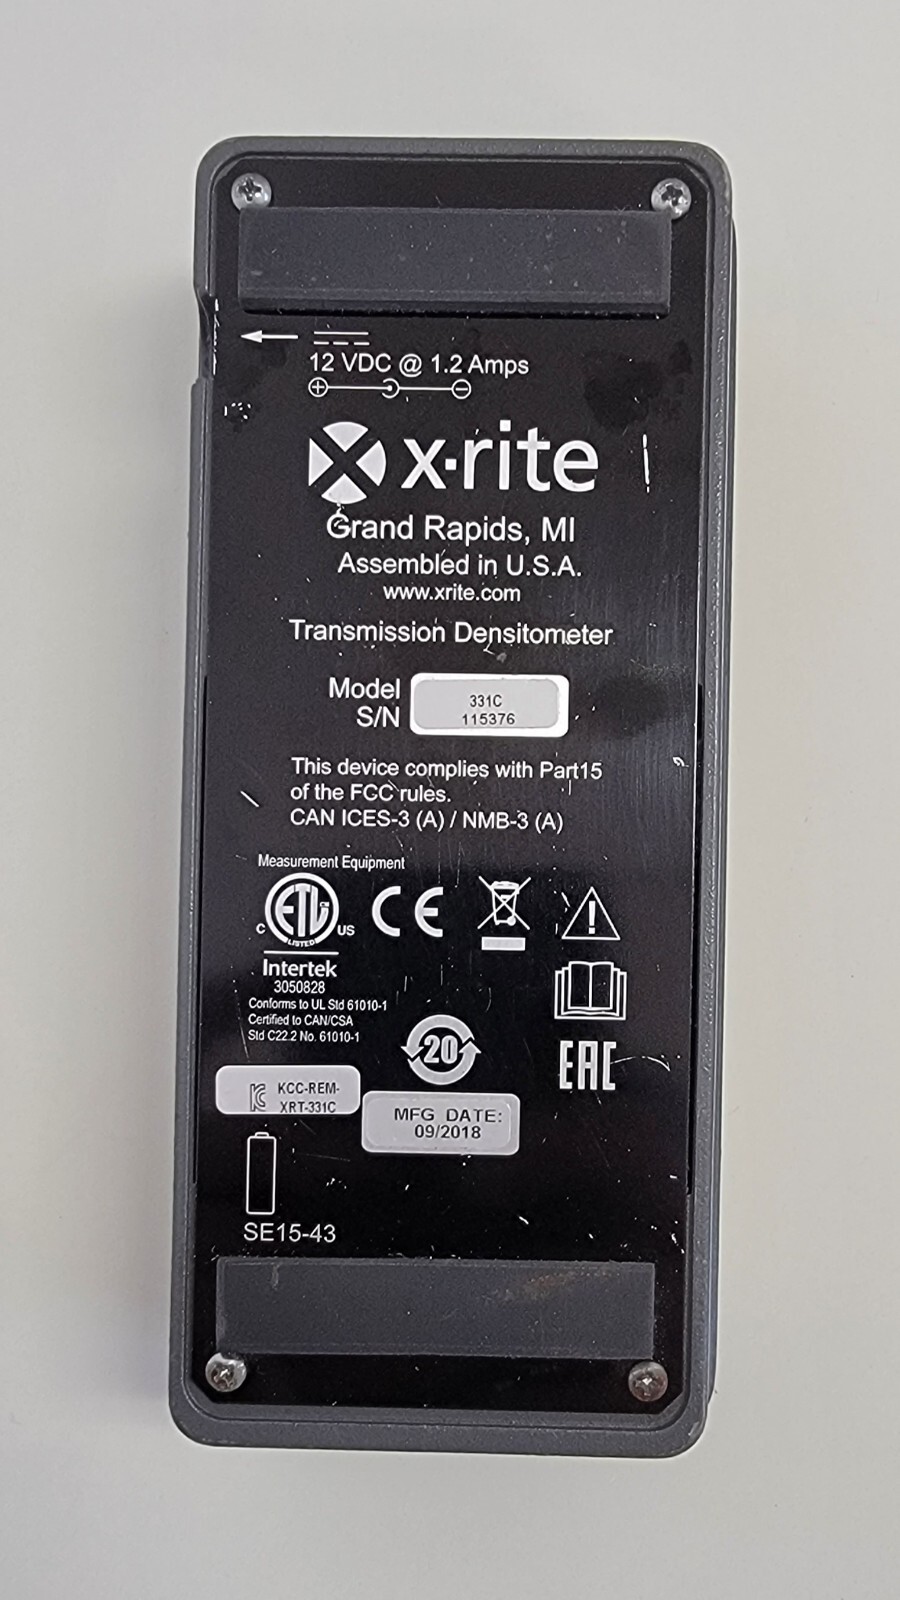 12 VDC @ 1.2 Amps
x·rite
Grand Rapids, MI
Assembled in U.S.A.
www.xrite.com
Transmission Densitometer
Model 331C
S/N 115376
This device complies with Part15
of the FCC rules.
CAN ICES-3 (A) / NMB-3 (A)
Measurement Equipment
C ETL CM US
LISTED
CE
Intertek
3050828
Conforms to UL Std 61010-1
Certified to CAN/CSA
Std C22.2 No. 61010-1
20
EAC
KCC-REM-
XRT-331C
MFG DATE:
09/2018
SE15-43